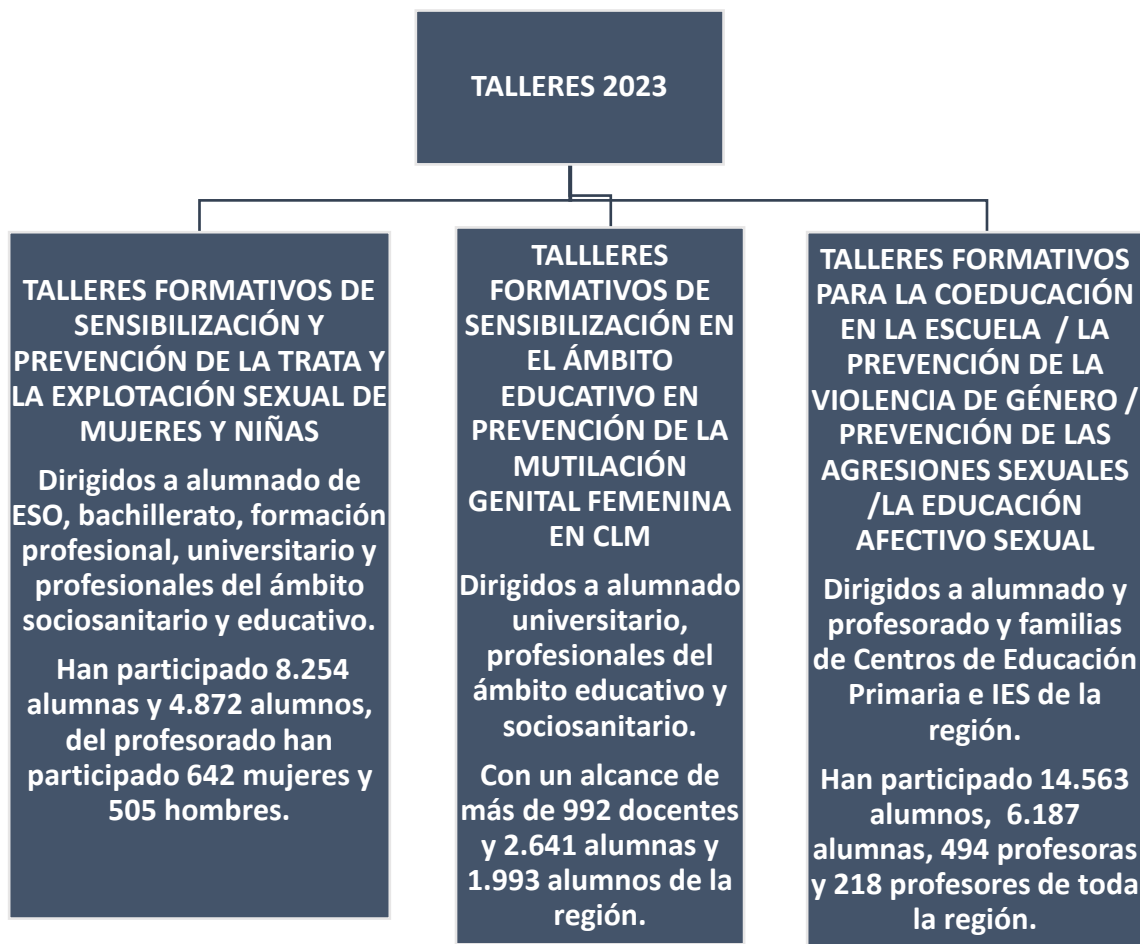 TALLERES 2023
TALLERES FORMATIVOS DE
SENSIBILIZACIÓN Y
PREVENCIÓN DE LA TRATA Y
LA EXPLOTACIÓN SEXUAL DE
MUJERES Y NIÑAS
Dirigidos a alumnado de
ESO, bachillerato, formación
profesional, universitario y
profesionales del ámbito
sociosanitario y educativo.
Han participado 8.254
alumnas y 4.872 alumnos,
del profesorado han
participado 642 mujeres y
505 hombres.
TALLLERES
FORMATIVOS DE
SENSIBILIZACIÓN EN
EL ÁMBITO
EDUCATIVO EN
PREVENCIÓN DE LA
MUTILACIÓN
GENITAL FEMENINA
EN CLM
Dirigidos a alumnado
universitario,
profesionales del
ámbito educativo y
sociosanitario.
Con un alcance de
más de 992 docentes
y 2.641 alumnas y
1.993 alumnos de la
región.
TALLERES FORMATIVOS
PARA LA COEDUCACIÓN
EN LA ESCUELA / LA
PREVENCIÓN DE LA
VIOLENCIA DE GÉNERO /
PREVENCIÓN DE LAS
AGRESIONES SEXUALES
/LA EDUCACIÓN
AFECTIVO SEXUAL
Dirigidos a alumnado y
profesorado y familias
de Centros de Educación
Primaria e IES de la
región.
Han participado 14.563
alumnos, 6.187
alumnas, 494 profesoras
y 218 profesores de toda
la región.